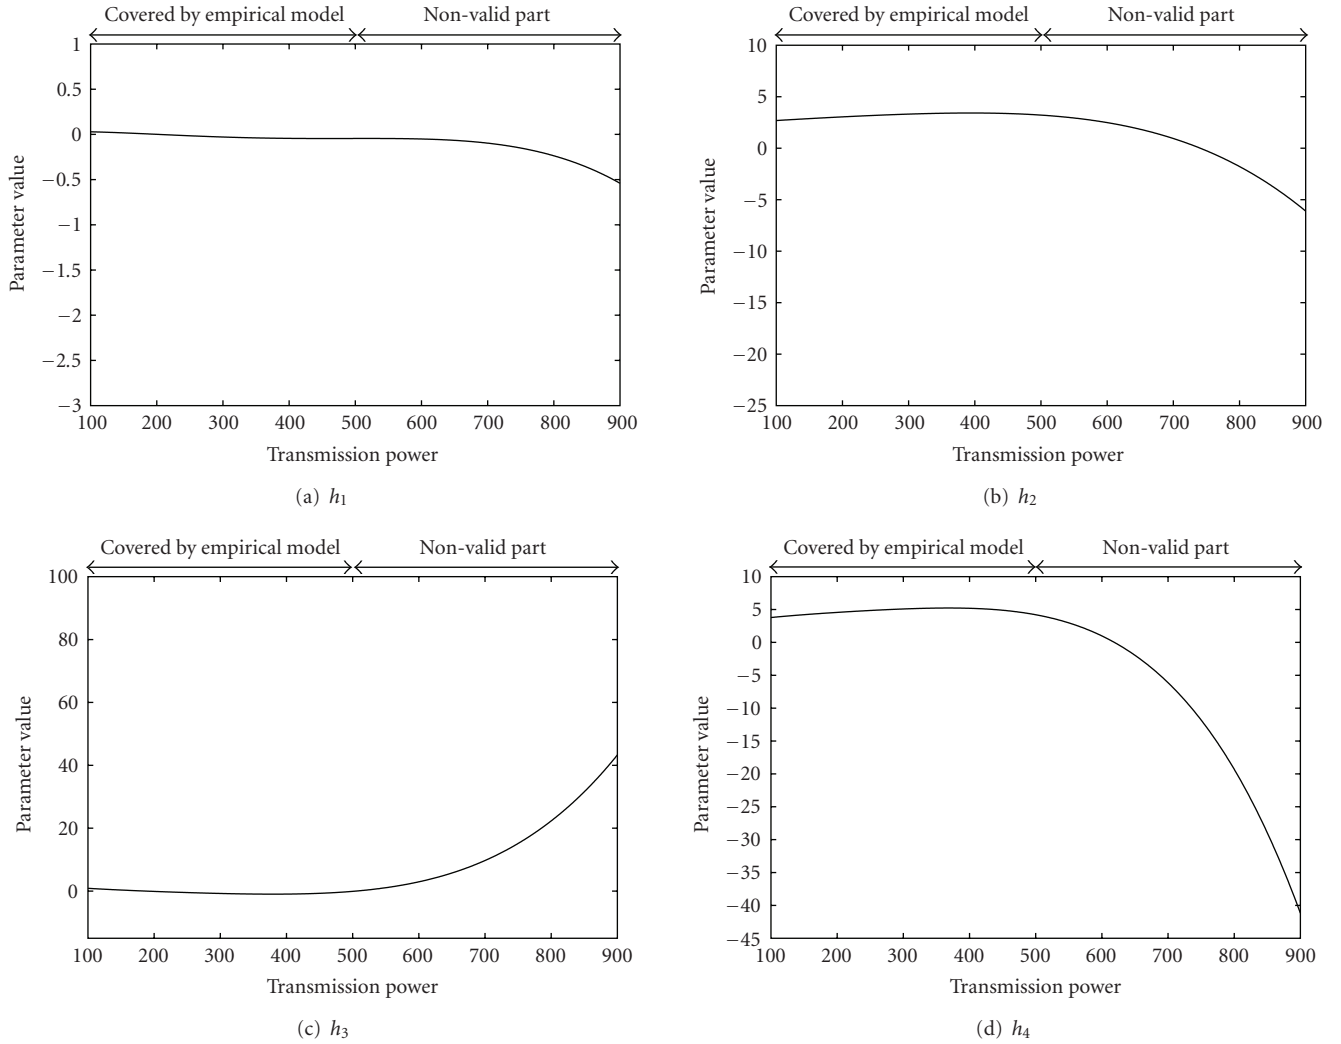 Covered by empirical model Non-valid part
1
0.5
0
−0.5
−1
−1.5
−2
−2.5
−3
100 200 300 400 500 600 700 800 900
Parameter value
Transmission power
(a) h1
Covered by empirical model Non-valid part
10
5
0
−5
−10
−15
−20
−25
100 200 300 400 500 600 700 800 900
Parameter value
Transmission power
(b) h2
Covered by empirical model Non-valid part
100
80
60
40
20
0
100 200 300 400 500 600 700 800 900
Parameter value
Transmission power
(c) h3
Covered by empirical model Non-valid part
10
5
0
−5
−10
−15
−20
−25
−30
−35
−40
−45
100 200 300 400 500 600 700 800 900
Parameter value
Transmission power
(d) h4